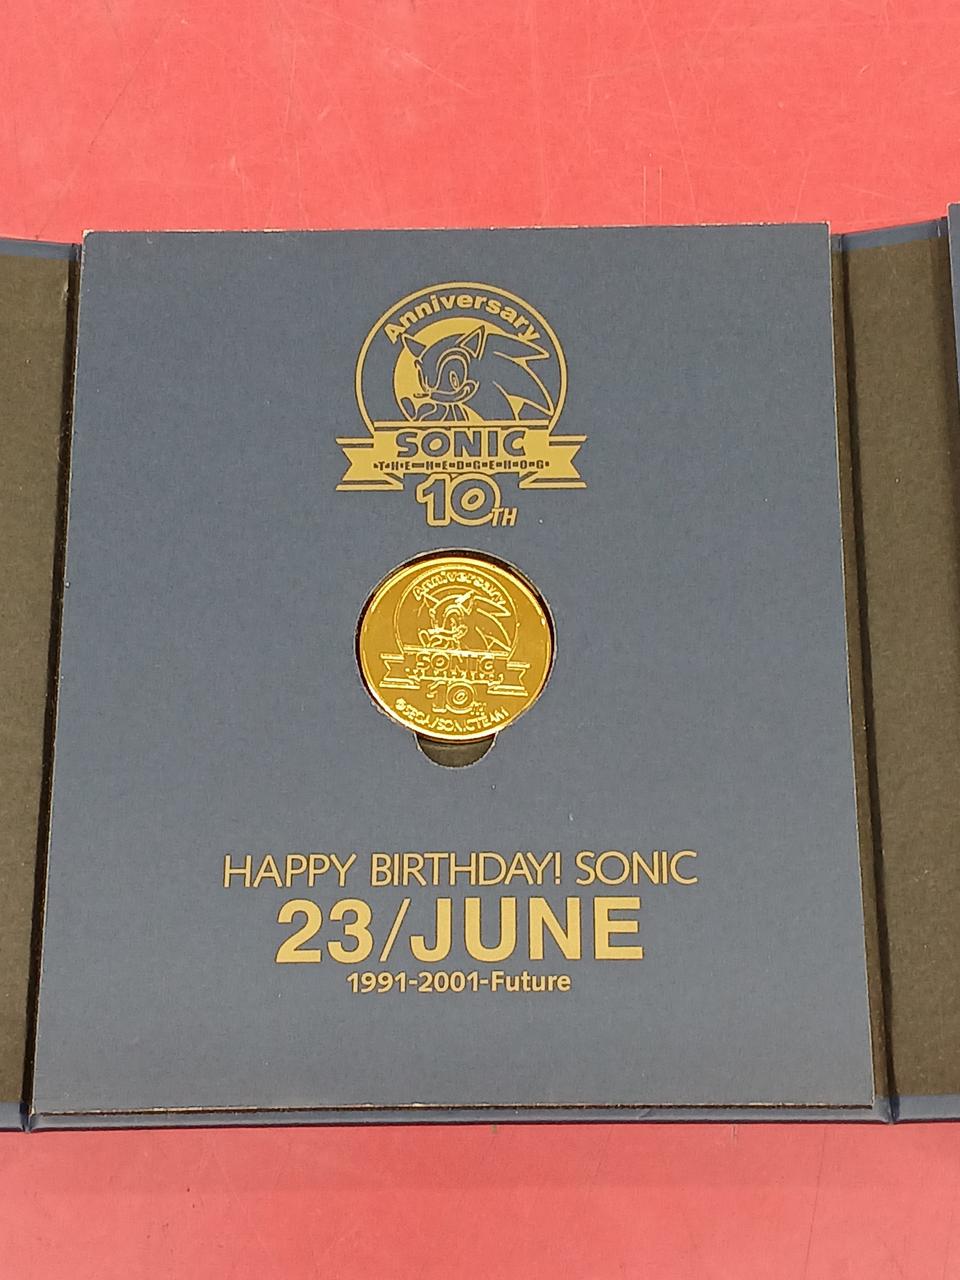 Anniversary
SONIC
THE HEDGEHOG
10TH
Anniversary
SONIC
10TH
©SEGA/SONICTEAM
HAPPY BIRTHDAY! SONIC
23/JUNE
1991-2001-Future